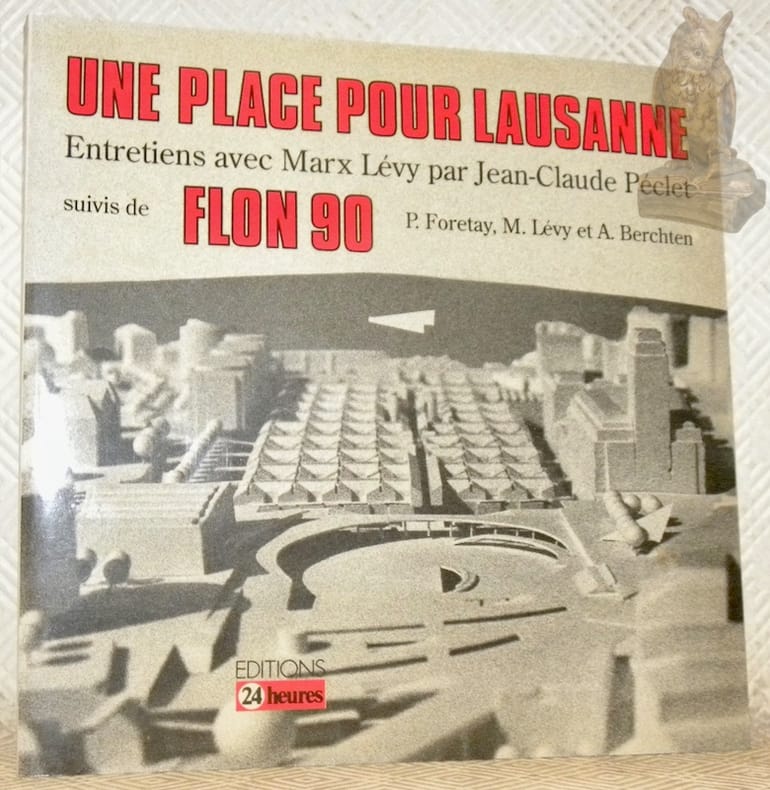 UNE PLACE POUR LAUSANNE
Entretiens avec Marx Lévy par Jean-Claude Péclet
suivis de FLON 90 P. Foretay, M. Lévy et A. Berchten
EDITIONS
24 heures